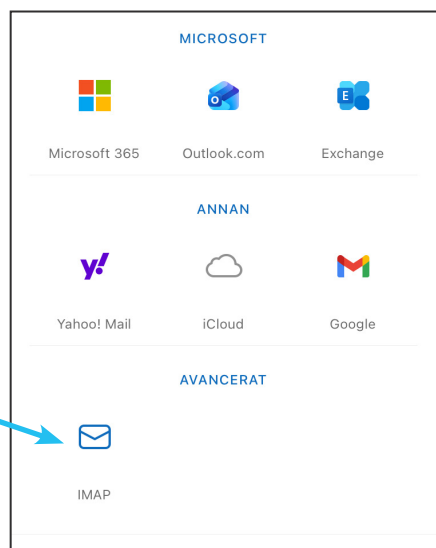 MICROSOFT
Microsoft 365 Outlook.com Exchange
ANNAN
Yahoo! Mail iCloud Google
AVANCERAT
IMAP